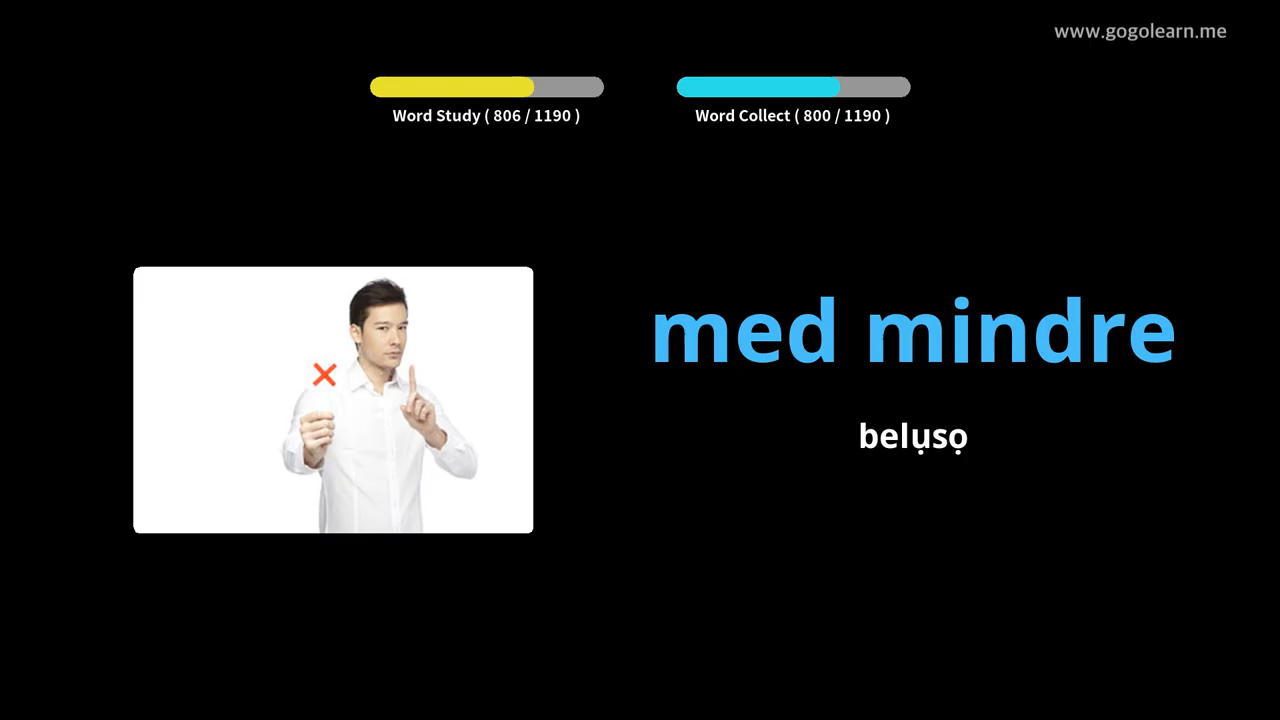 www.gogolearn.me
Word Study ( 806 / 1190 )
Word Collect ( 800 / 1190 )
med mindre
belụsọ